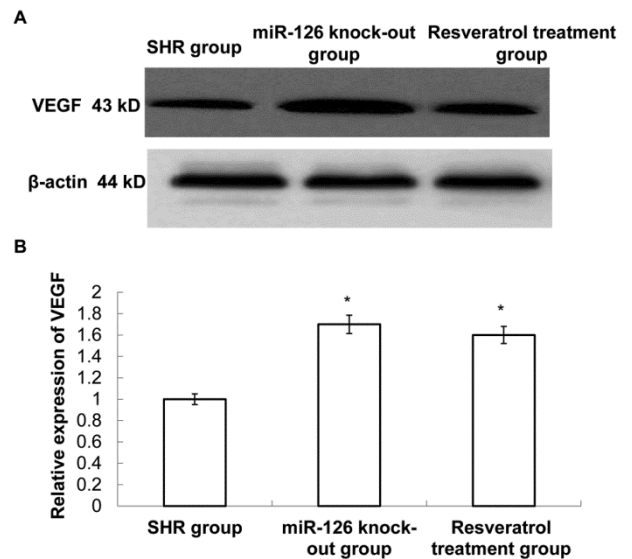 A
SHR group
miR-126 knock-out
group
Resveratrol treatment
group
VEGF 43 kD
β-actin 44 kD
B
Relative expression of VEGF
2
1.8
1.6
1.4
1.2
1
0.8
0.6
0.4
0.2
0
*
*
SHR group
miR-126 knock-
out group
Resveratrol
treatment group